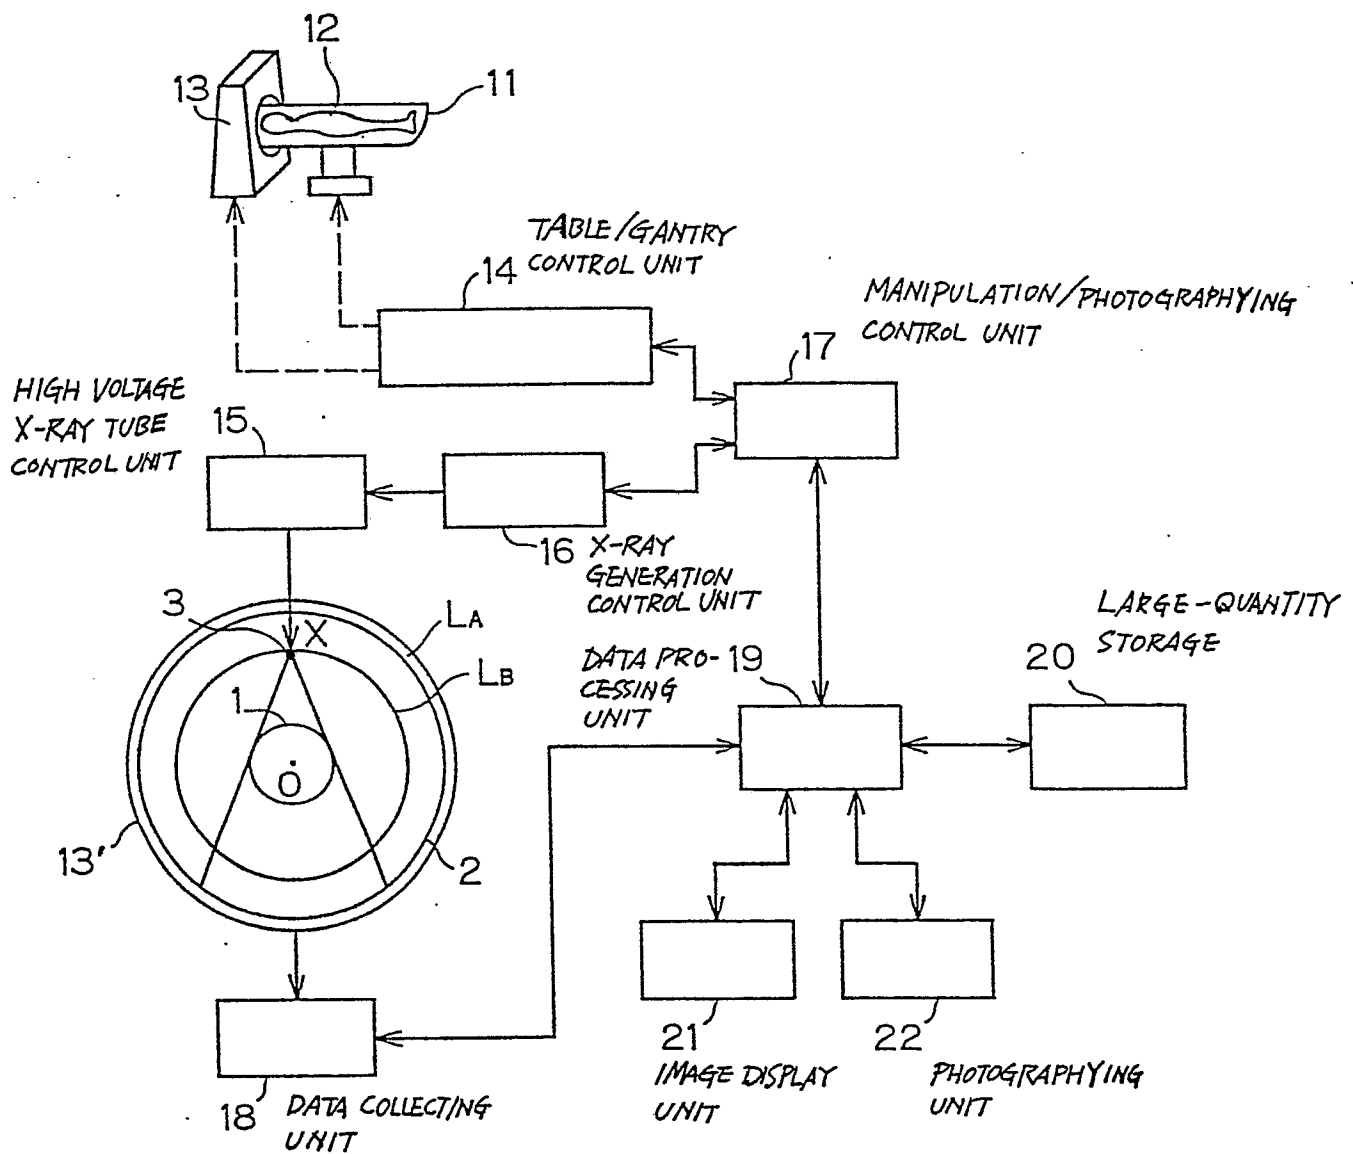 12
13
11
TABLE/GANTRY
14 CONTROL UNIT
MANIPULATION/PHOTOGRAPHYING
CONTROL UNIT
17
HIGH VOLTAGE
X-RAY TUBE
CONTROL UNIT
15
16 X-RAY
GENERATION
CONTROL UNIT
3
X
LA
LB
1
O
13'
2
DATA PRO-
CESSING
UNIT
19
LARGE-QUANTITY
STORAGE
20
18
DATA COLLECTING
UNIT
21
IMAGE DISPLAY
UNIT
22
PHOTOGRAPHYING
UNIT